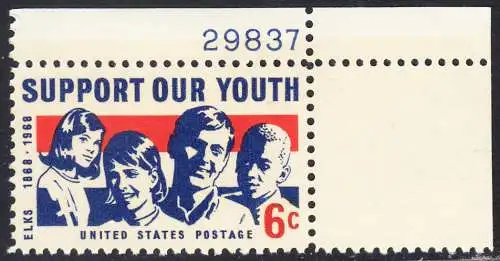 29837
SUPPORT OUR YOUTH
ELKS 1868-1968
6c
UNITED STATES POSTAGE